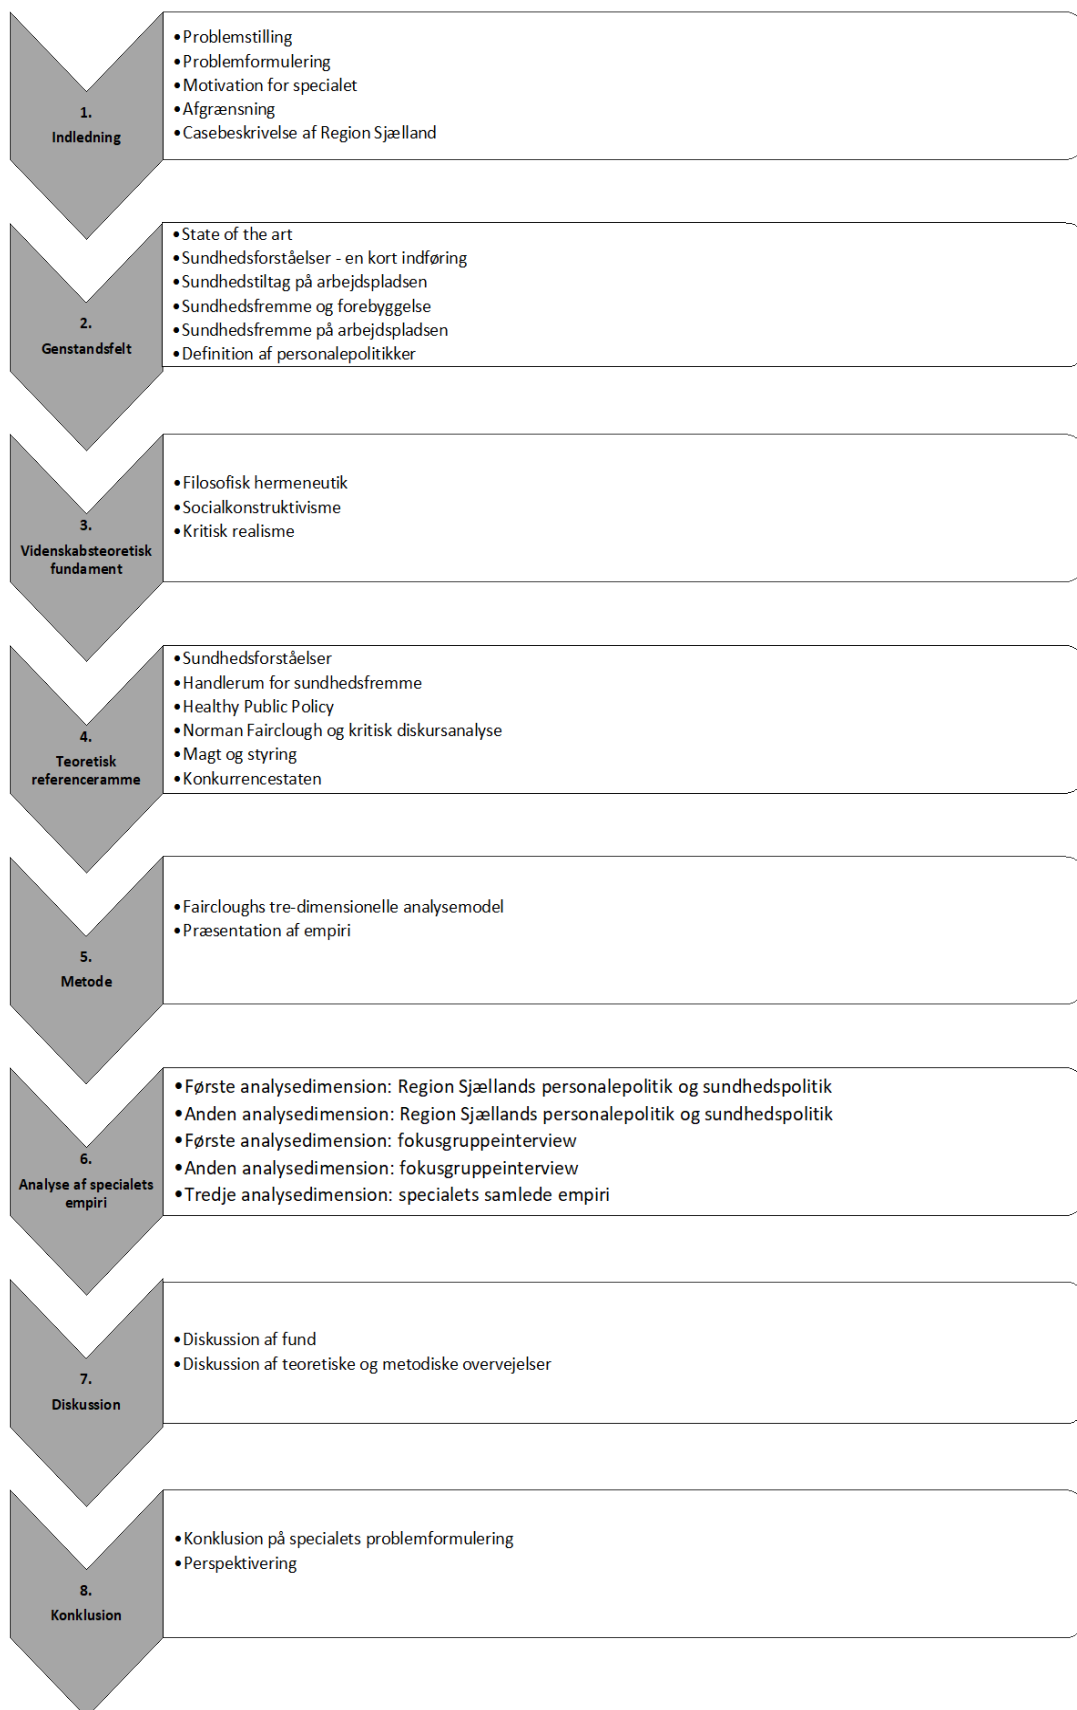 1.
Indledning
•Problemstilling
•Problemformulering
•Motivation for specialet
•Afgrænsning
•Casebeskrivelse af Region Sjælland
2.
Genstandsfelt
•State of the art
•Sundhedsforståelser - en kort indføring
•Sundhedstiltag på arbejdspladsen
•Sundhedsfremme og forebyggelse
•Sundhedsfremme på arbejdspladsen
•Definition af personalepolitikker
3.
Videnskabsteoretisk
fundament
•Filosofisk hermeneutik
•Socialkonstruktivisme
•Kritisk realisme
4.
Teoretisk
referenceramme
•Sundhedsforståelser
•Handlerum for sundhedsfremme
•Healthy Public Policy
•Norman Fairclough og kritisk diskursanalyse
•Magt og styring
•Konkurrencestaten
5.
Metode
•Faircloughs tre-dimensionelle analysemodel
•Præsentation af empiri
6.
Analyse af specialets
empiri
•Første analysedimension: Region Sjællands personalepolitik og sundhedspolitik
•Anden analysedimension: Region Sjællands personalepolitik og sundhedspolitik
•Første analysedimension: fokusgruppeinterview
•Anden analysedimension: fokusgruppeinterview
•Tredje analysedimension: specialets samlede empiri
7.
Diskussion
•Diskussion af fund
•Diskussion af teoretiske og metodiske overvejelser
8.
Konklusion
•Konklusion på specialets problemformulering
•Perspektivering